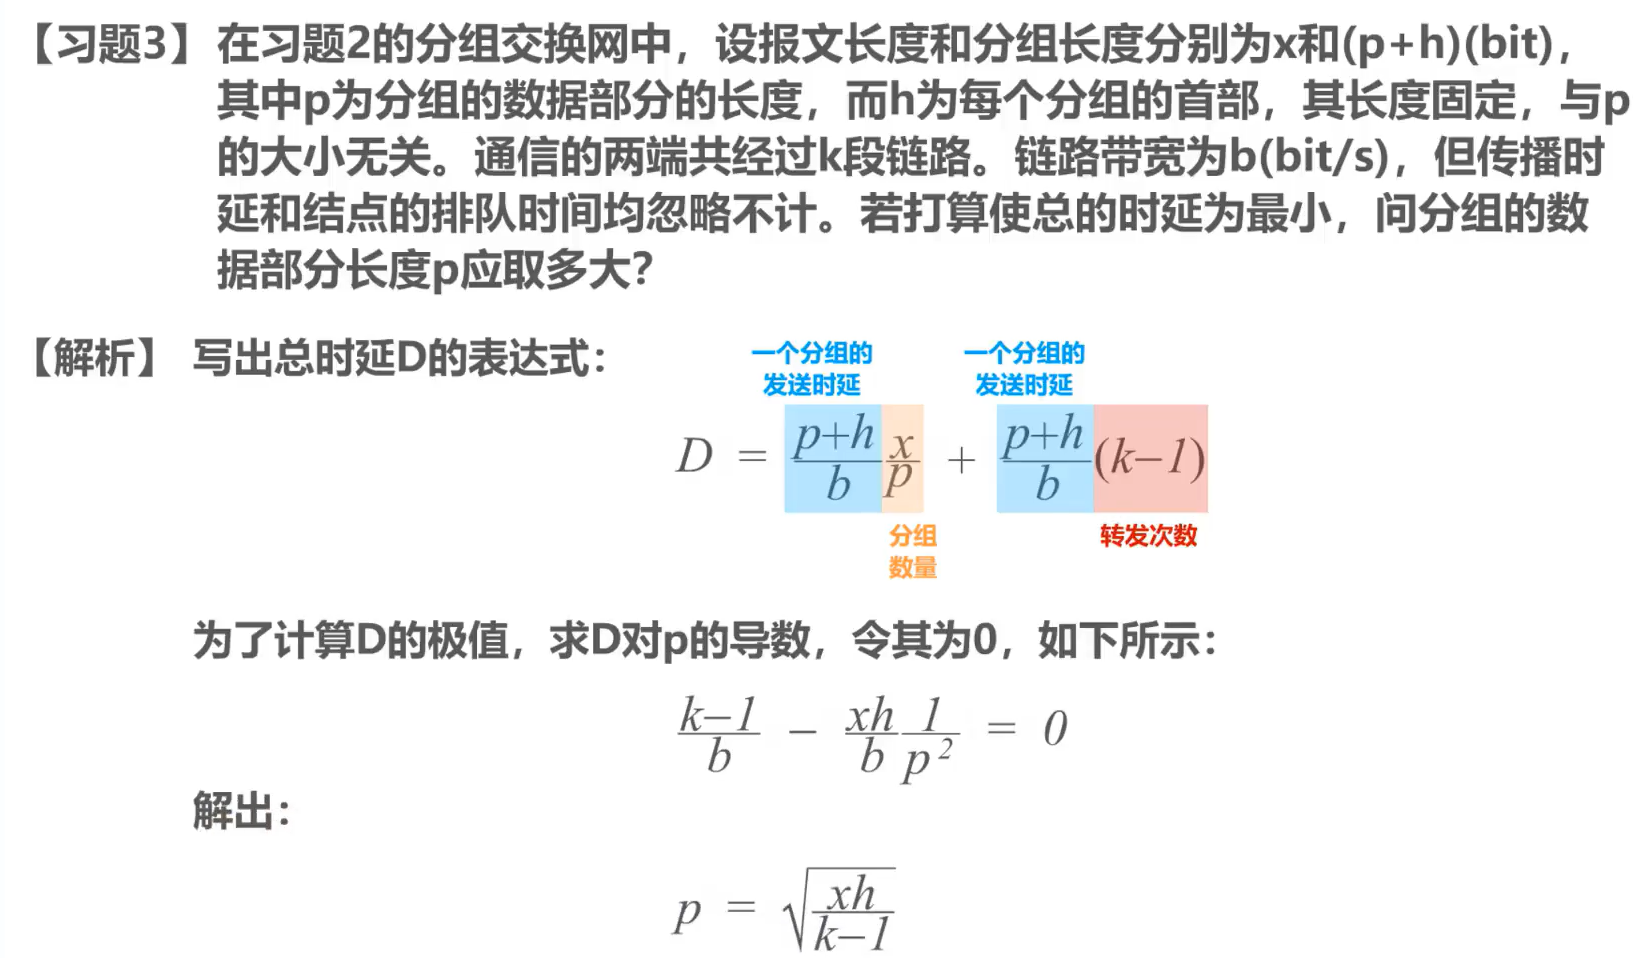 【习题3】在习题2的分组交换网中，设报文长度和分组长度分别为x和(p+h)(bit)，
其中p为分组的数据部分的长度，而h为每个分组的首部，其长度固定，与p
的大小无关。通信的两端共经过k段链路。链路带宽为b(bit/s)，但传播时
延和结点的排队时间均忽略不计。若打算使总的时延为最小，问分组的数
据部分长度p应取多大？
【解析】 写出总时延D的表达式：
一个分组的 一个分组的
发送时延 发送时延
D = \frac{p+h}{b}\frac{x}{p} + \frac{p+h}{b}(k-1)
分组 转发次数
数量
为了计算D的极值，求D对p的导数，令其为0，如下所示：
\frac{k-1}{b} - \frac{xh}{b}\frac{1}{p^2} = 0
解出：
p = \sqrt{\frac{xh}{k-1}}